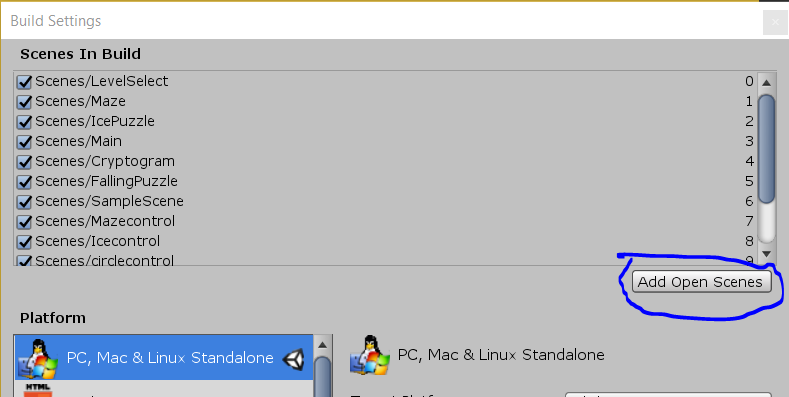 Build Settings
Scenes In Build
Scenes/LevelSelect 0
Scenes/Maze 1
Scenes/IcePuzzle 2
Scenes/Main 3
Scenes/Cryptogram 4
Scenes/FallingPuzzle 5
Scenes/SampleScene 6
Scenes/Mazecontrol 7
Scenes/Icecontrol 8
Scenes/circlecontrol 9
Add Open Scenes
Platform
PC, Mac & Linux Standalone
PC, Mac & Linux Standalone
HTML